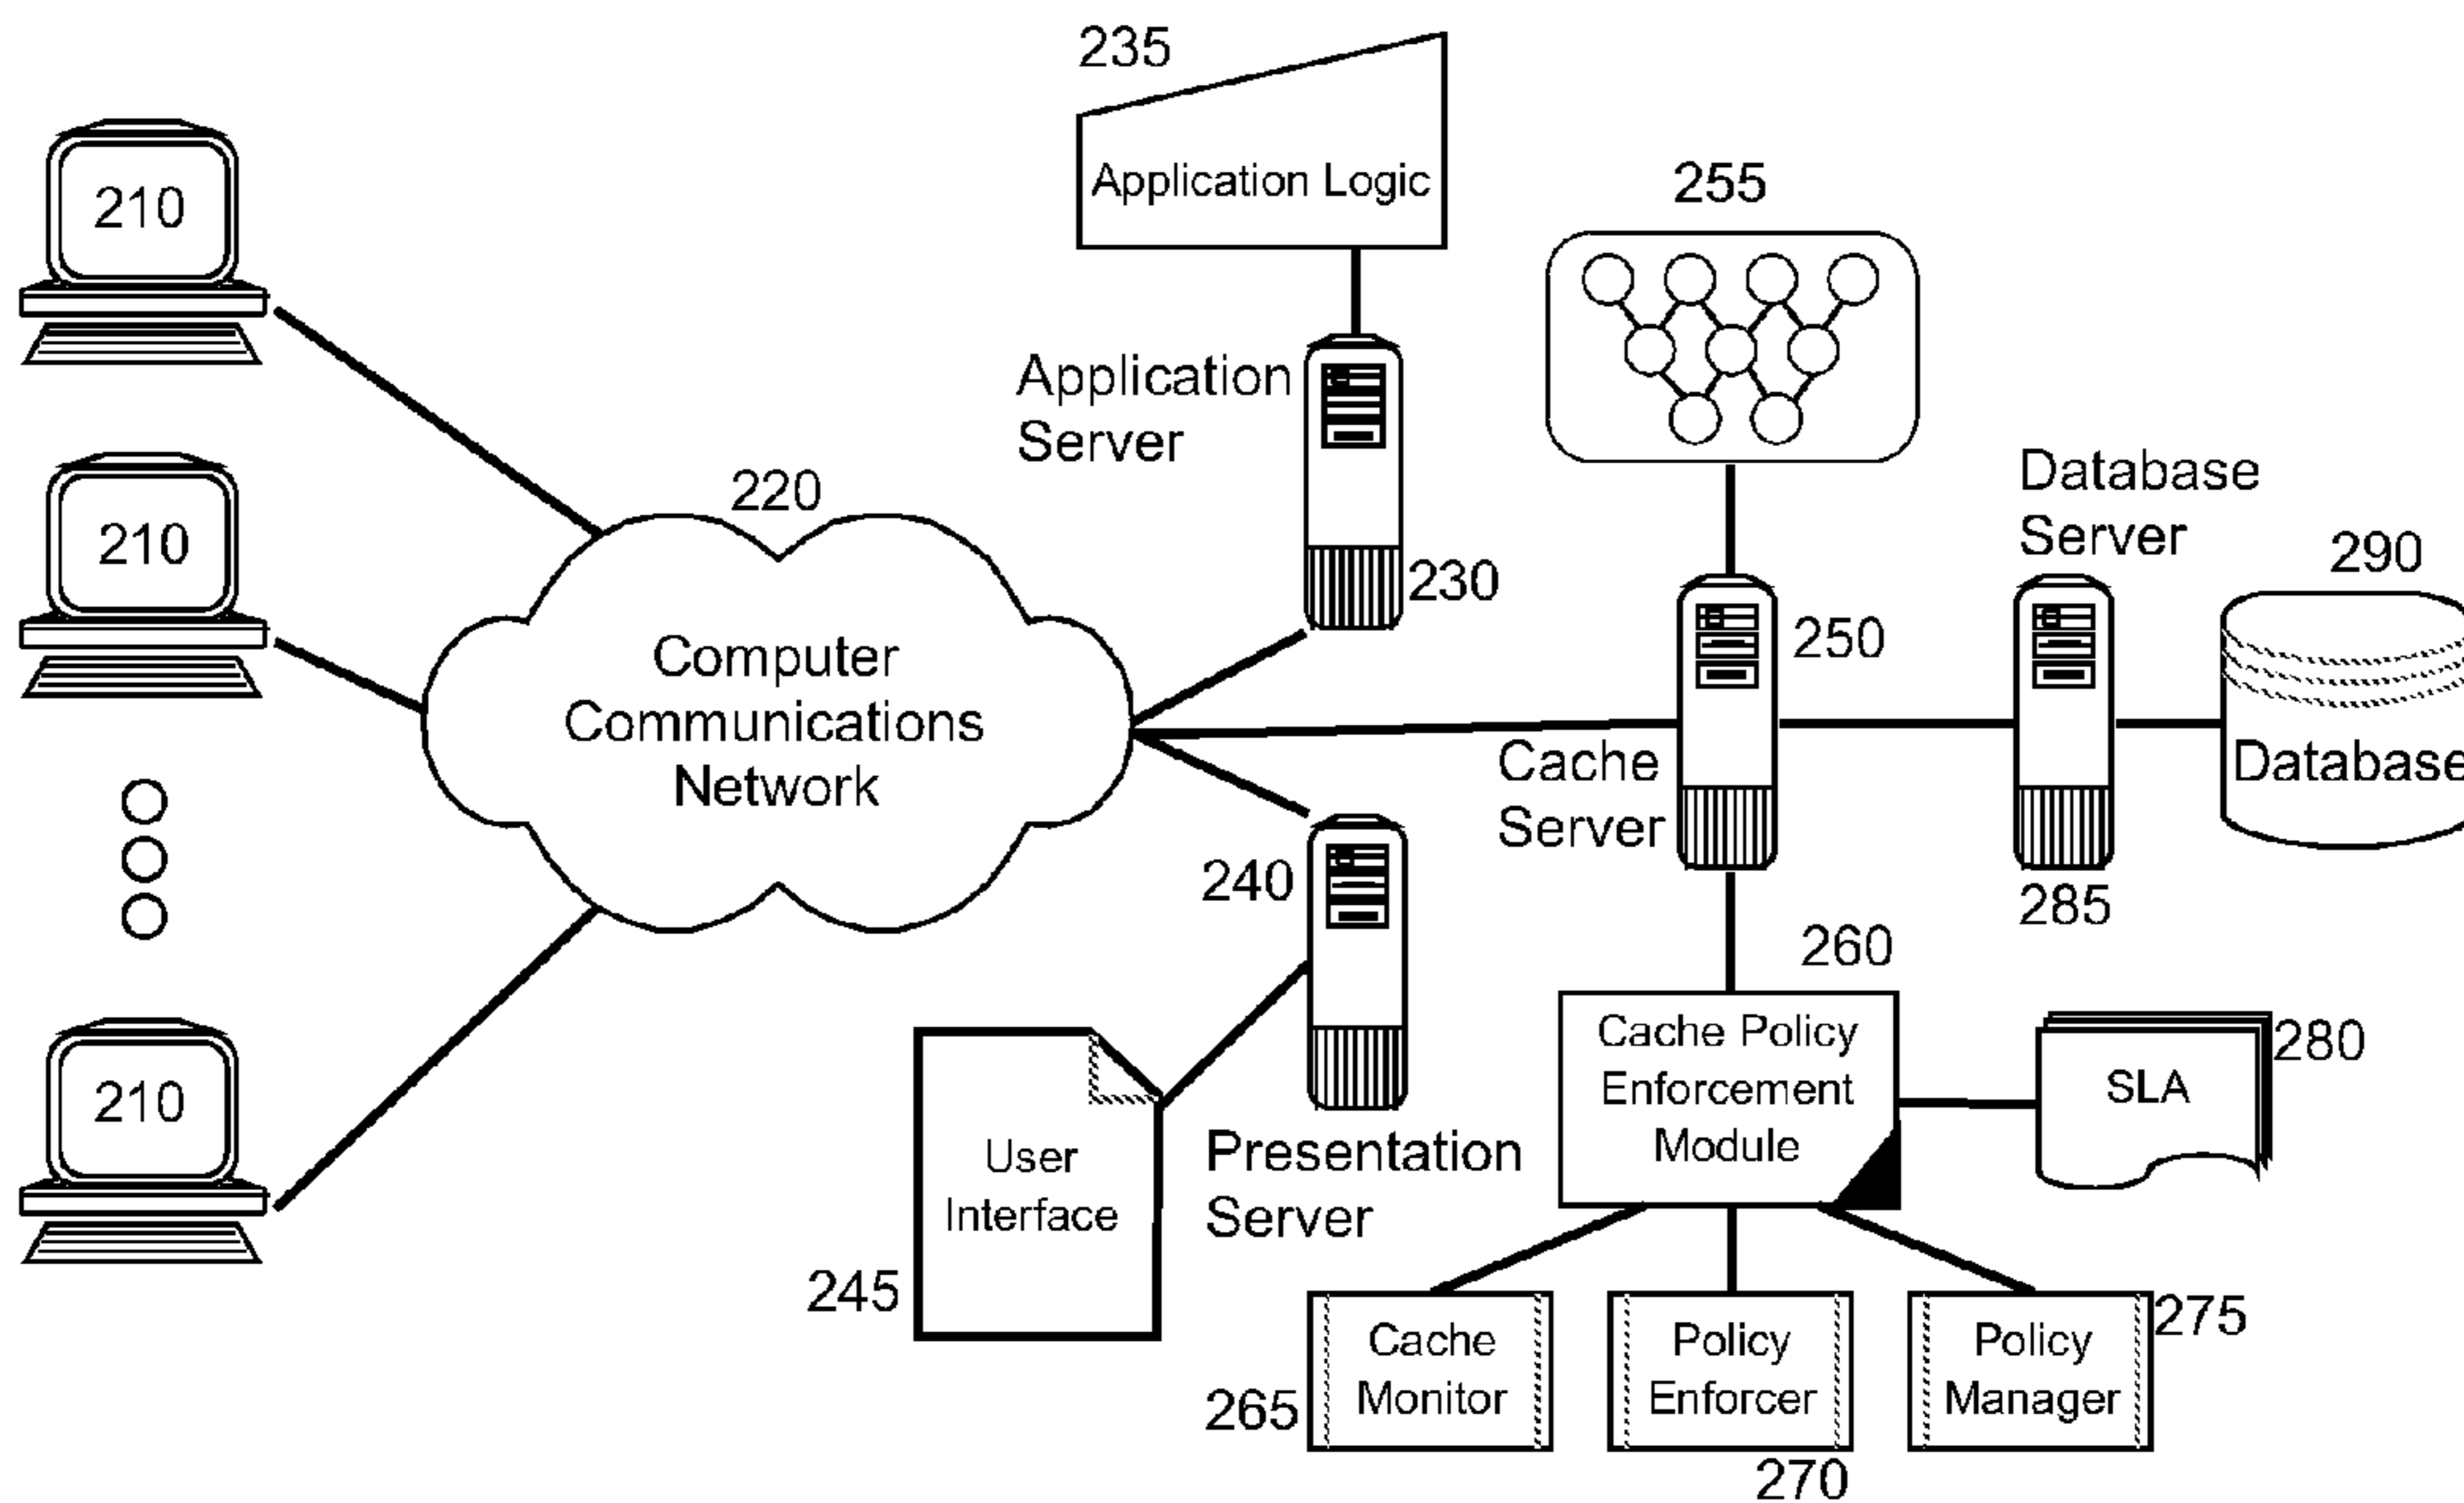 235
Application Logic
210
255
Application
Server
Database
Server
220
210
290
230
250
Computer
Communications
Network
Cache
Server
Database
240
285
260
210
Cache Policy
Enforcement
Module
280
SLA
User
Interface
Presentation
Server
245
275
Cache
Monitor
Policy
Enforcer
Policy
Manager
265
270